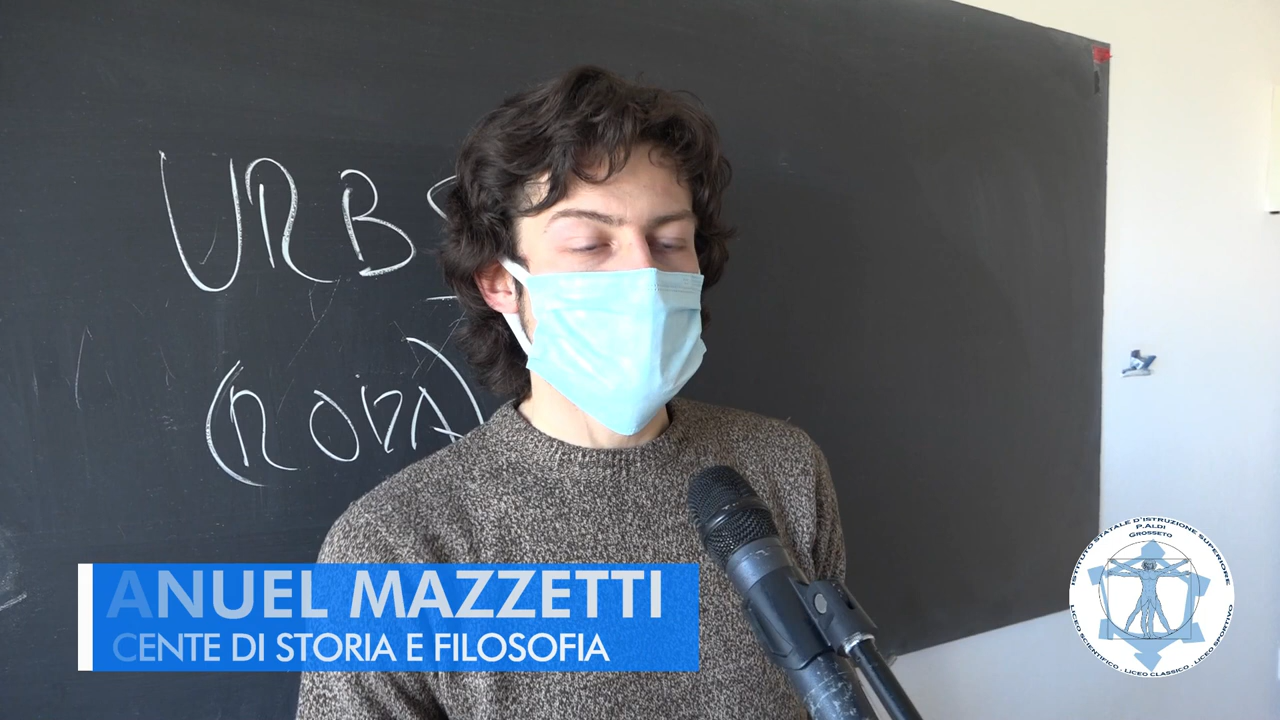 URBS
(ROMA)
ANUEL MAZZETTI
CENTE DI STORIA E FILOSOFIA
ISTITUTO STATALE D'ISTRUZIONE SUPERIORE
P.ALDI
GROSSETO
LICEO SCIENTIFICO . LICEO CLASSICO . LICEO SPORTIVO